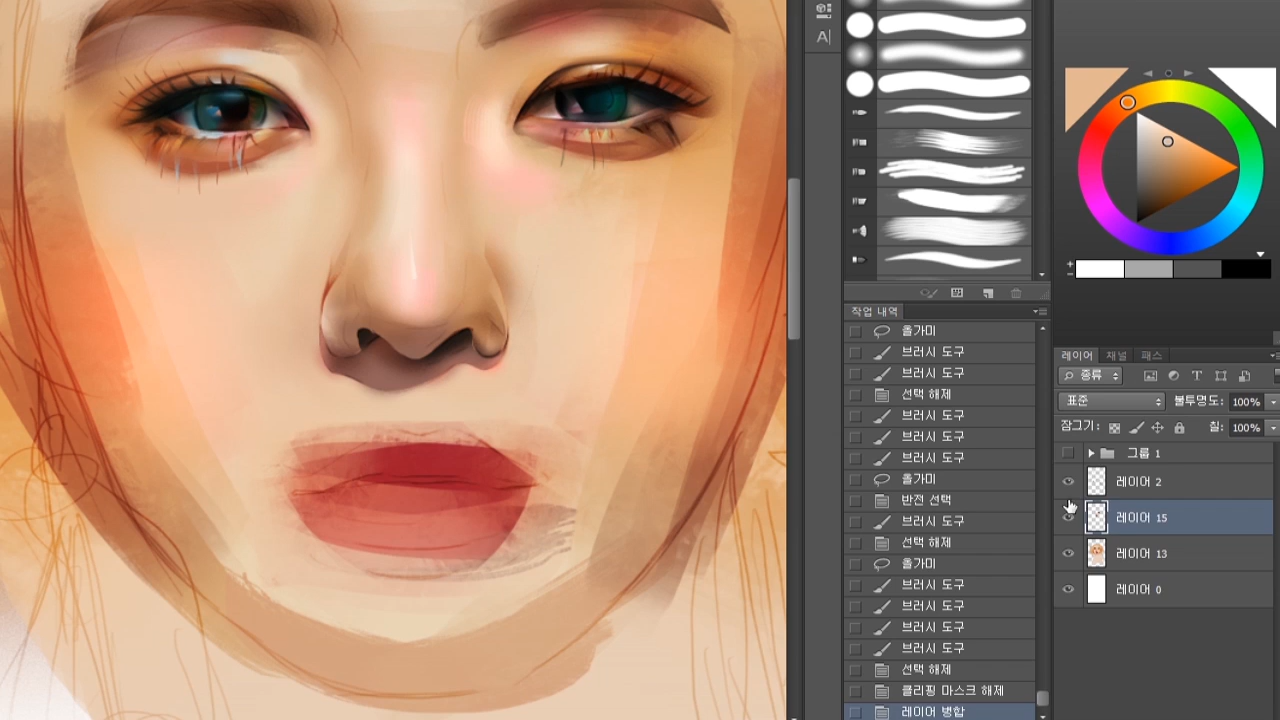 A|
작업 내역
올가미
브러시 도구
브러시 도구
선택 해제
브러시 도구
브러시 도구
브러시 도구
올가미
반전 선택
브러시 도구
선택 해제
올가미
브러시 도구
브러시 도구
브러시 도구
브러시 도구
선택 해제
클리핑 마스크 해제
레이어 병합
레이어 채널 패스
종류
표준 불투명도: 100%
잠그기: 칠: 100%
그룹 1
레이어 2
레이어 15
레이어 13
레이어 0